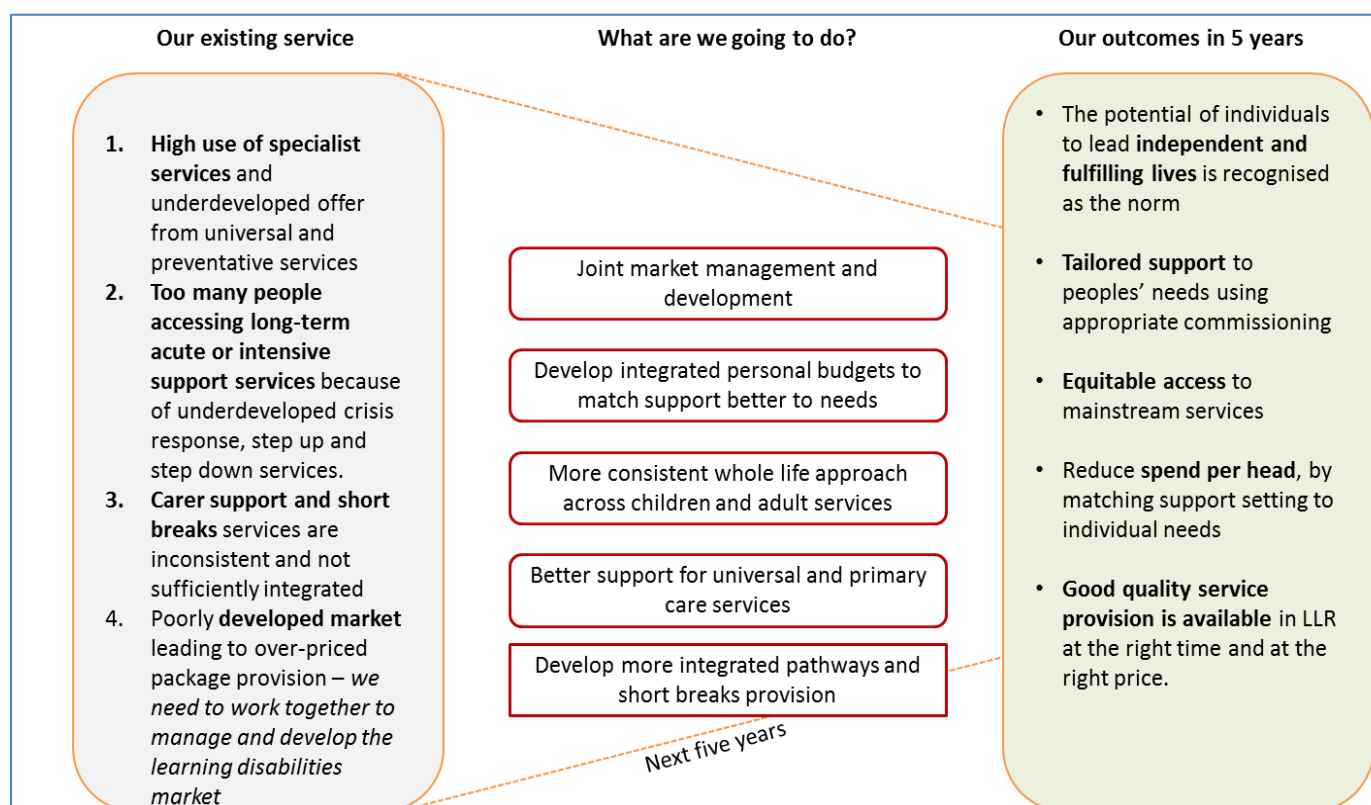 Our existing service
What are we going to do?
Our outcomes in 5 years
1. High use of specialist
services and
underdeveloped offer
from universal and
preventative services
2. Too many people
accessing long-term
acute or intensive
support services because
of underdeveloped crisis
response, step up and
step down services.
3. Carer support and short
breaks services are
inconsistent and not
sufficiently integrated
4. Poorly developed market
leading to over-priced
package provision – we
need to work together to
manage and develop the
learning disabilities
market
Joint market management and
development
Develop integrated personal budgets to
match support better to needs
More consistent whole life approach
across children and adult services
Better support for universal and primary
care services
Develop more integrated pathways and
short breaks provision
Next five years
• The potential of individuals
to lead independent and
fulfilling lives is recognised
as the norm
• Tailored support to
peoples’ needs using
appropriate commissioning
• Equitable access to
mainstream services
• Reduce spend per head, by
matching support setting to
individual needs
• Good quality service
provision is available in LLR
at the right time and at the
right price.